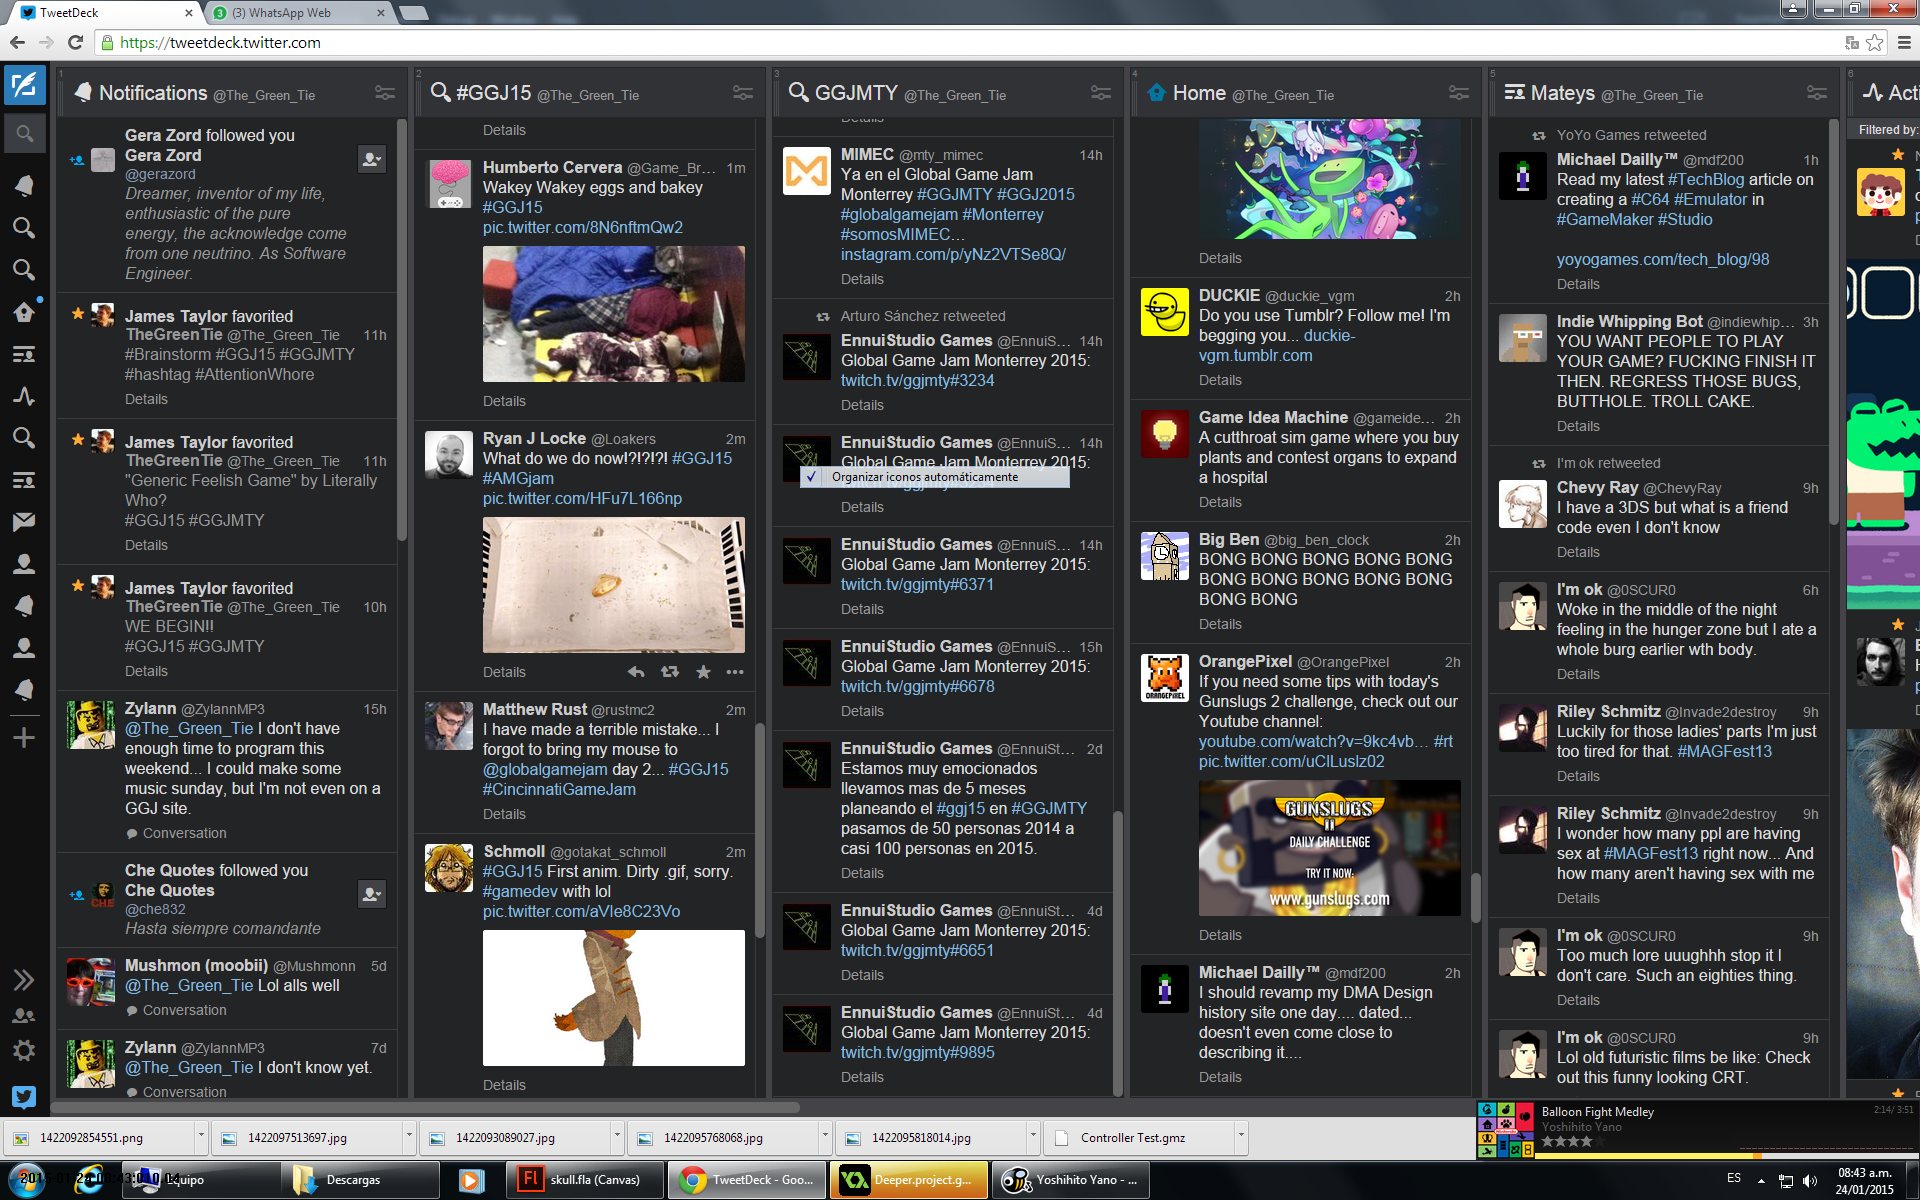 TweetDeck
(3) WhatsApp Web
https://tweetdeck.twitter.com
1
Notifications @The_Green_Tie
Gera Zord followed you
Gera Zord
@gerazord
Dreamer, inventor of my life,
enthusiastic of the pure
energy, the acknowledge come
from one neutrino. As Software
Engineer.
James Taylor favorited
TheGreenTie @The_Green_Tie 11h
#Brainstorm #GGJ15 #GGJMTY
#hashtag #AttentionWhore
Details
James Taylor favorited
TheGreenTie @The_Green_Tie 11h
"Generic Feelish Game" by Literally
Who?
#GGJ15 #GGJMTY
Details
James Taylor favorited
TheGreenTie @The_Green_Tie 10h
WE BEGIN!!
#GGJ15 #GGJMTY
Details
Zylann @ZylannMP3 15h
@The_Green_Tie I don't have
enough time to program this
weekend... I could make some
music sunday, but I'm not even on a
GGJ site.
Conversation
Che Quotes followed you
Che Quotes
@che832
Hasta siempre comandante
Mushmon (moobii) @Mushmonn 5d
@The_Green_Tie Lol alls well
Conversation
Zylann @ZylannMP3 7d
@The_Green_Tie I don't know yet.
Conversation
2
#GGJ15 @The_Green_Tie
Details
Humberto Cervera @Game_Br... 1m
Wakey Wakey eggs and bakey
#GGJ15
pic.twitter.com/8N6nftmQw2
Details
Ryan J Locke @Loakers 2m
What do we do now!?!?!?! #GGJ15
#AMGjam
pic.twitter.com/HFu7L166np
Details
Matthew Rust @rustmc2 2m
I have made a terrible mistake... I
forgot to bring my mouse to
@globalgamejam day 2... #GGJ15
#CincinnatiGameJam
Details
Schmoll @gotakat_schmoll 2m
#GGJ15 First anim. Dirty .gif, sorry.
#gamedev with lol
pic.twitter.com/aVIe8C23Vo
Details
3
GGJMTY @The_Green_Tie
Details
MIMEC @mty_mimec 14h
Ya en el Global Game Jam
Monterrey #GGJMTY #GGJ2015
#globalgamejam #Monterrey
#somosMIMEC…
instagram.com/p/yNz2VTSe8Q/
Details
Arturo Sánchez retweeted
EnnuiStudio Games @EnnuiS... 14h
Global Game Jam Monterrey 2015:
twitch.tv/ggjmty#3234
Details
EnnuiStudio Games @EnnuiS... 14h
Global Game Jam Monterrey 2015:
✓ Organizar iconos automáticamente
Details
EnnuiStudio Games @EnnuiS... 14h
Global Game Jam Monterrey 2015:
twitch.tv/ggjmty#6371
Details
EnnuiStudio Games @EnnuiS... 15h
Global Game Jam Monterrey 2015:
twitch.tv/ggjmty#6678
Details
EnnuiStudio Games @EnnuiSt... 2d
Estamos muy emocionados
llevamos mas de 5 meses
planeando el #ggj15 en #GGJMTY
pasamos de 50 personas 2014 a
casi 100 personas en 2015.
Details
EnnuiStudio Games @EnnuiSt... 4d
Global Game Jam Monterrey 2015:
twitch.tv/ggjmty#6651
Details
EnnuiStudio Games @EnnuiSt... 4d
Global Game Jam Monterrey 2015:
twitch.tv/ggjmty#9895
Details
4
Home @The_Green_Tie
Details
DUCKIE @duckie_vgm 2h
Do you use Tumblr? Follow me! I'm
begging you... duckie-
vgm.tumblr.com
Details
Game Idea Machine @gameide... 2h
A cutthroat sim game where you buy
plants and contest organs to expand
a hospital
Details
Big Ben @big_ben_clock 2h
BONG BONG BONG BONG BONG
BONG BONG BONG BONG BONG
BONG BONG
Details
OrangePixel @OrangePixel 2h
ORANGEPIXEL
If you need some tips with today's
Gunslugs 2 challenge, check out our
Youtube channel:
youtube.com/watch?v=9kc4vb… #rt
pic.twitter.com/uClLuslz02
GUNSLUGS
II
DAILY CHALLENGE
TRY IT NOW:
www.gunslugs.com
Details
Michael Dailly™ @mdf200 2h
I should revamp my DMA Design
history site one day.... dated...
doesn't even come close to
describing it....
Details
5
Mateys @The_Green_Tie
YoYo Games retweeted
Michael Dailly™ @mdf200 1h
Read my latest #TechBlog article on
creating a #C64 #Emulator in
#GameMaker #Studio
yoyogames.com/tech_blog/98
Details
Indie Whipping Bot @indiewhip... 3h
YOU WANT PEOPLE TO PLAY
YOUR GAME? FUCKING FINISH IT
THEN. REGRESS THOSE BUGS,
BUTTHOLE. TROLL CAKE.
Details
I'm ok retweeted
Chevy Ray @ChevyRay 9h
I have a 3DS but what is a friend
code even I don't know
Details
I'm ok @0SCUR0 6h
Woke in the middle of the night
feeling in the hunger zone but I ate a
whole burg earlier wth body.
Details
Riley Schmitz @Invade2destroy 9h
Luckily for those ladies' parts I'm just
too tired for that. #MAGFest13
Details
Riley Schmitz @Invade2destroy 9h
I wonder how many ppl are having
sex at #MAGFest13 right now... And
how many aren't having sex with me
Details
I'm ok @0SCUR0 9h
Too much lore uuughhh stop it I
don't care. Such an eighties thing.
Details
I'm ok @0SCUR0 9h
Lol old futuristic films be like: Check
out this funny looking CRT.
6
Acti
Filtered by:
1422092854551.png
1422097513697.jpg
1422093089027.jpg
1422095768068.jpg
1422095818014.jpg
Controller Test.gmz
Balloon Fight Medley
Yoshihito Yano
2:14/ 3:51
Equipo
Descargas
skull.fla (Canvas)
TweetDeck - Goo...
Deeper.project.g...
Yoshihito Yano - ...
ES
08:43 a.m.
24/01/2015